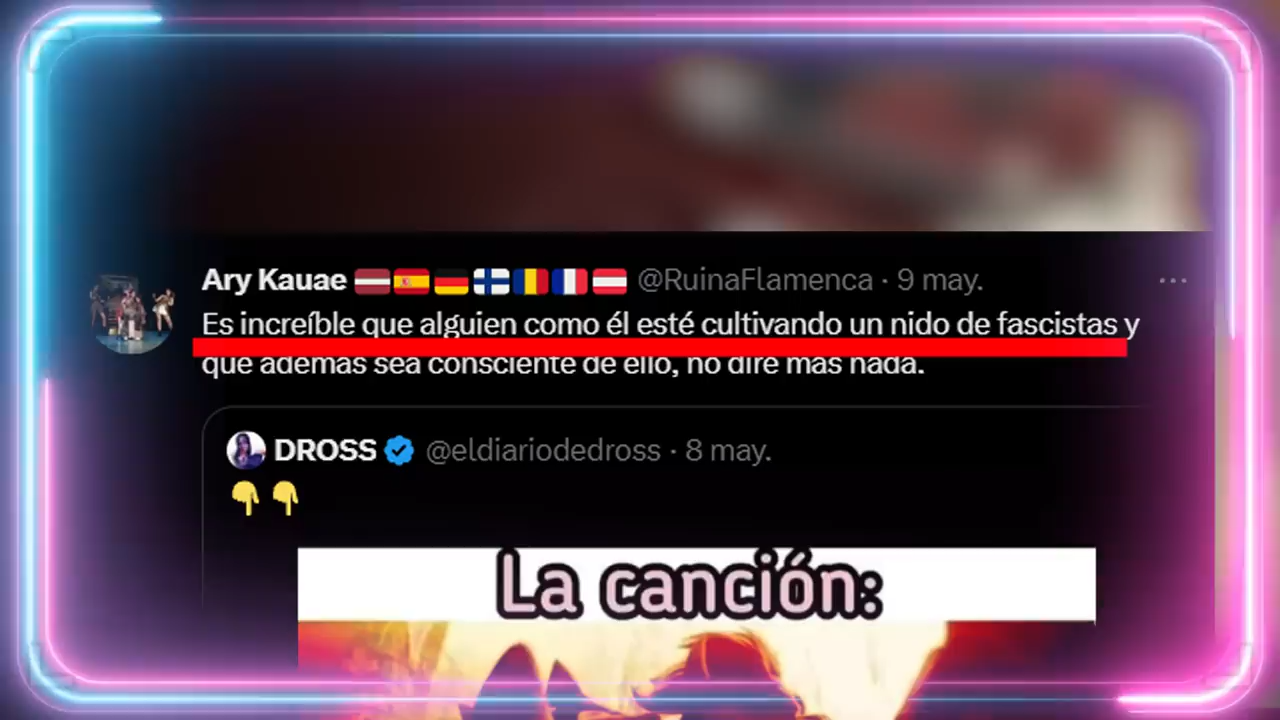 Ary Kauae @RuinaFlamenca · 9 may.
Es increíble que alguien como él esté cultivando un nido de fascistas y
que además sea consciente de ello, no diré más nada.
DROSS @eldiariodedross · 8 may.
La canción: